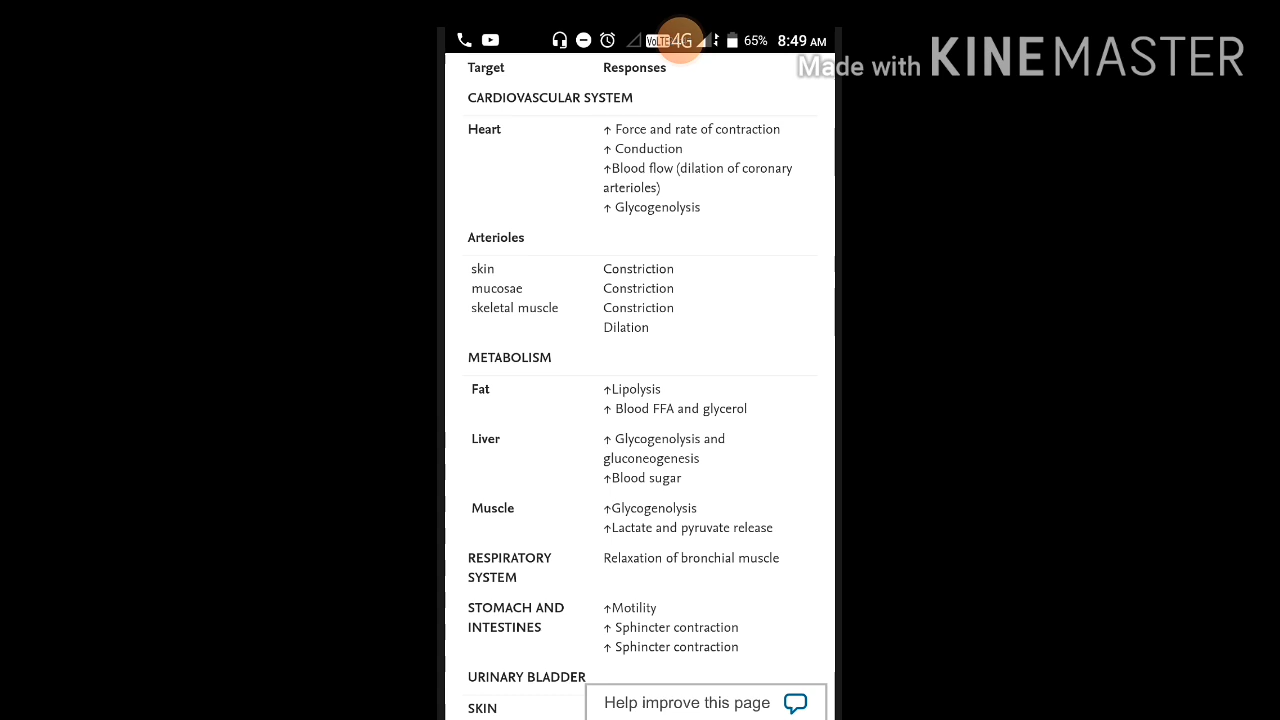 VoLTE 4G 65% 8:49 AM
Made with KINEMASTER
Target Responses
CARDIOVASCULAR SYSTEM
Heart ↑ Force and rate of contraction
↑ Conduction
↑Blood flow (dilation of coronary
arterioles)
↑ Glycogenolysis
Arterioles
skin Constriction
mucosae Constriction
skeletal muscle Constriction
Dilation
METABOLISM
Fat ↑Lipolysis
↑ Blood FFA and glycerol
Liver ↑ Glycogenolysis and
gluconeogenesis
↑Blood sugar
Muscle ↑Glycogenolysis
↑Lactate and pyruvate release
RESPIRATORY Relaxation of bronchial muscle
SYSTEM
STOMACH AND ↑Motility
INTESTINES ↑ Sphincter contraction
↑ Sphincter contraction
URINARY BLADDER
Help improve this page
SKIN